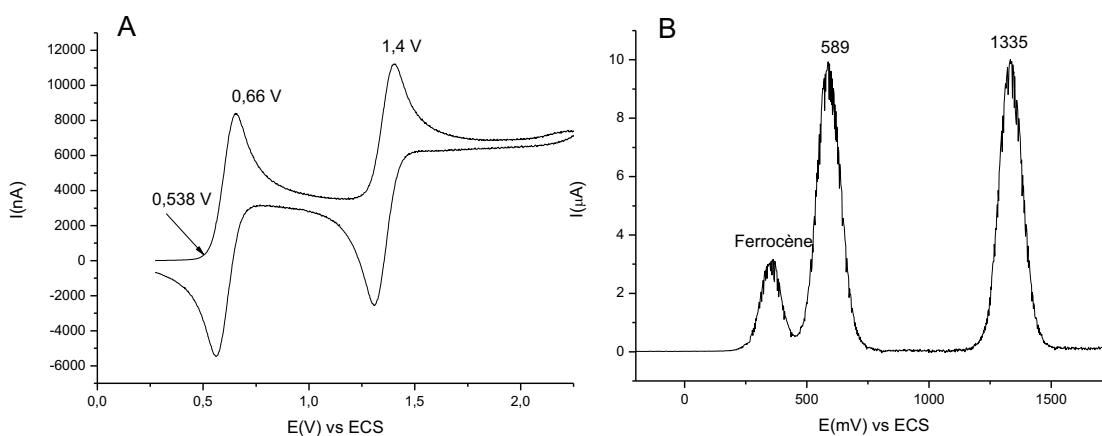 A
1,4 V
0,66 V
0,538 V
12000
10000
8000
6000
4000
2000
0
-2000
-4000
-6000
I(nA)
0,0
0,5
1,0
1,5
2,0
E(V) vs ECS
B
589
1335
Ferrocène
10
8
6
4
2
0
I(µA)
0
500
1000
1500
E(mV) vs ECS